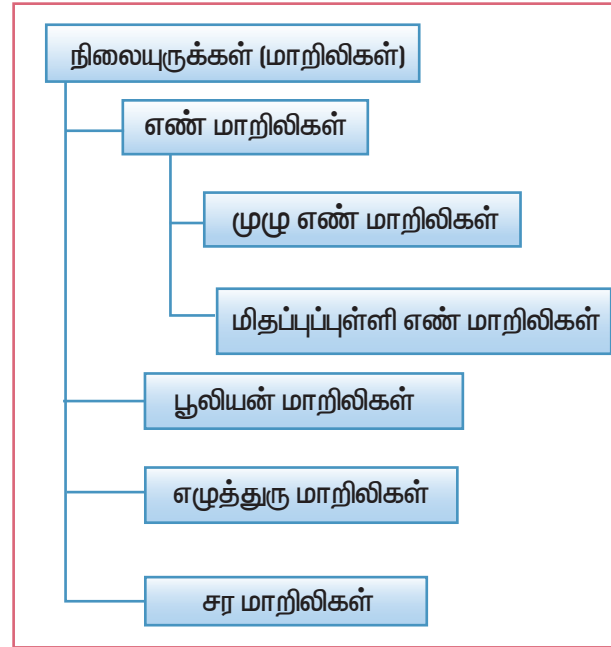 நிலையுருக்கள் (மாறிலிகள்)
எண் மாறிலிகள்
முழு எண் மாறிலிகள்
மிதப்புப்புள்ளி எண் மாறிலிகள்
பூலியன் மாறிலிகள்
எழுத்துரு மாறிலிகள்
சர மாறிலிகள்